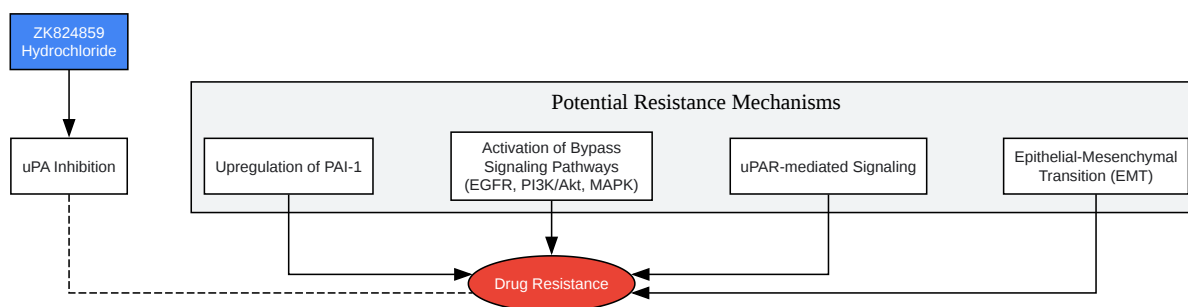 ZK824859
Hydrochloride
Potential Resistance Mechanisms
uPA Inhibition
Upregulation of PAI-1
Activation of Bypass
Signaling Pathways
(EGFR, PI3K/Akt, MAPK)
uPAR-mediated Signaling
Epithelial-Mesenchymal
Transition (EMT)
Drug Resistance